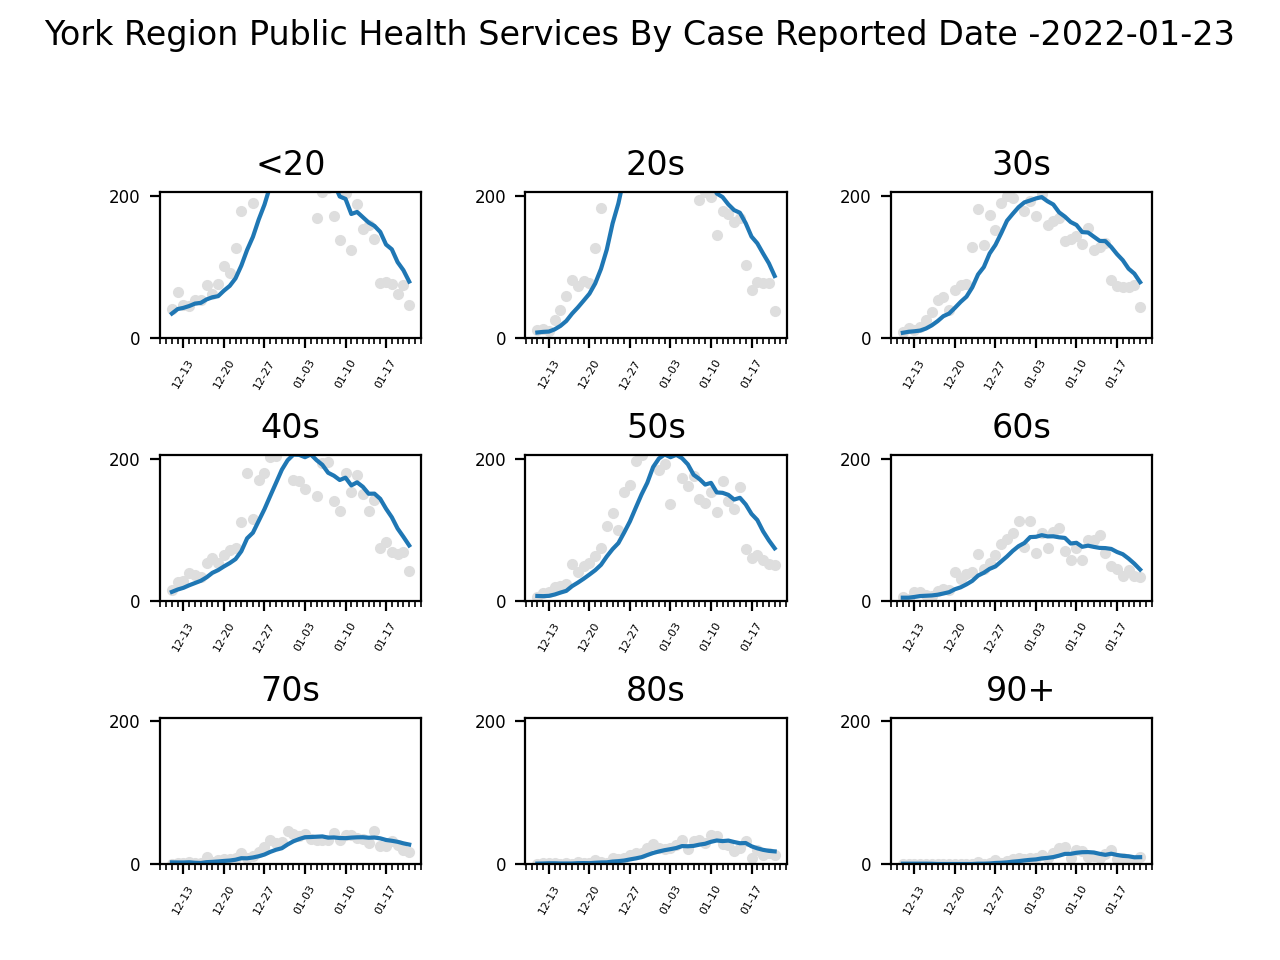 York Region Public Health Services By Case Reported Date -2022-01-23
<20 20s 30s
200 200 200
0 0 0
12-13 12-20 12-27 01-03 01-10 01-17 12-13 12-20 12-27 01-03 01-10 01-17 12-13 12-20 12-27 01-03 01-10 01-17
40s 50s 60s
200 200 200
0 0 0
12-13 12-20 12-27 01-03 01-10 01-17 12-13 12-20 12-27 01-03 01-10 01-17 12-13 12-20 12-27 01-03 01-10 01-17
70s 80s 90+
200 200 200
0 0 0
12-13 12-20 12-27 01-03 01-10 01-17 12-13 12-20 12-27 01-03 01-10 01-17 12-13 12-20 12-27 01-03 01-10 01-17